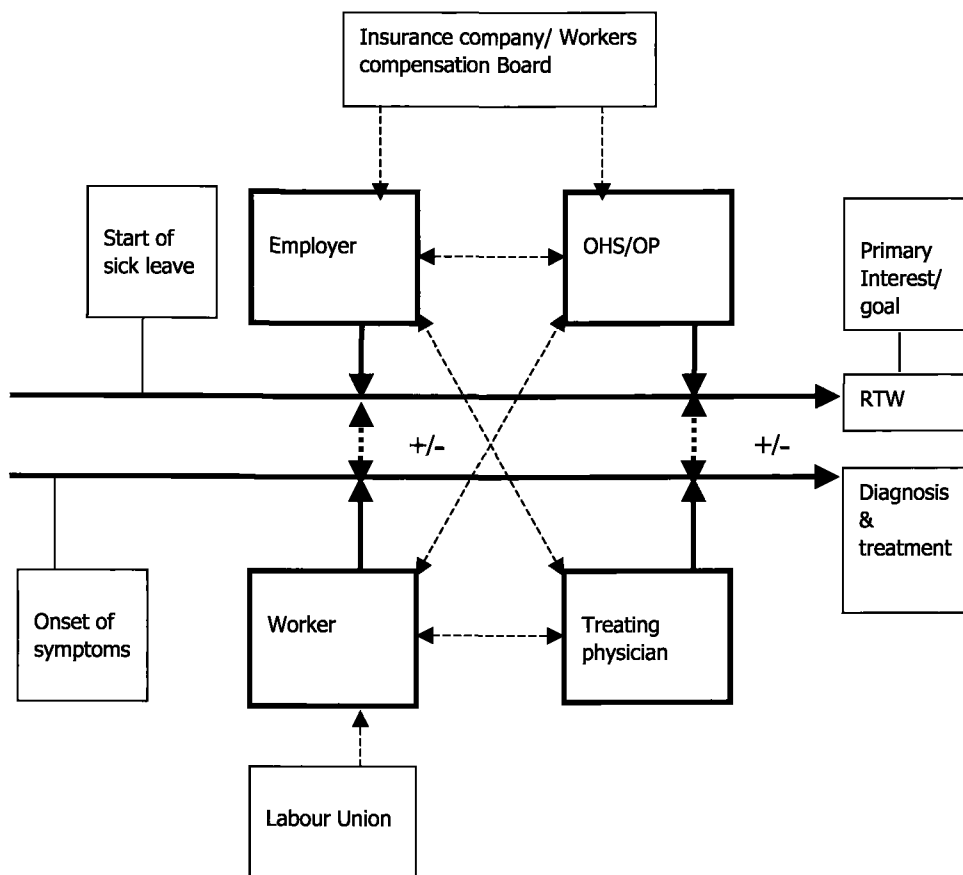 Insurance company/ Workers
compensation Board
Start of
sick leave
Employer
OHS/OP
Primary
Interest/
goal
RTW
+/-
+/-
Diagnosis
&
treatment
Onset of
symptoms
Worker
Treating
physician
Labour Union